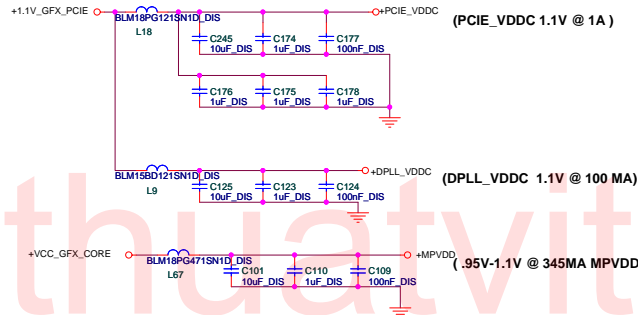 +1.1V_GFX_PCIE
BLM18PG121SN1D_DIS
L18
+PCIE_VDDC
(PCIE_VDDC 1.1V @ 1A )
C245
10uF_DIS
C174
1uF_DIS
C177
100nF_DIS
C176
1uF_DIS
C175
1uF_DIS
C178
1uF_DIS
BLM15BD121SN1D_DIS
L9
+DPLL_VDDC
(DPLL_VDDC 1.1V @ 100 MA)
C125
10uF_DIS
C123
1uF_DIS
C124
100nF_DIS
+VCC_GFX_CORE
BLM18PG471SN1D_DIS
L67
+MPVDD
( .95V-1.1V @ 345MA MPVDD
C101
10uF_DIS
C110
1uF_DIS
C109
100nF_DIS
thuatvit